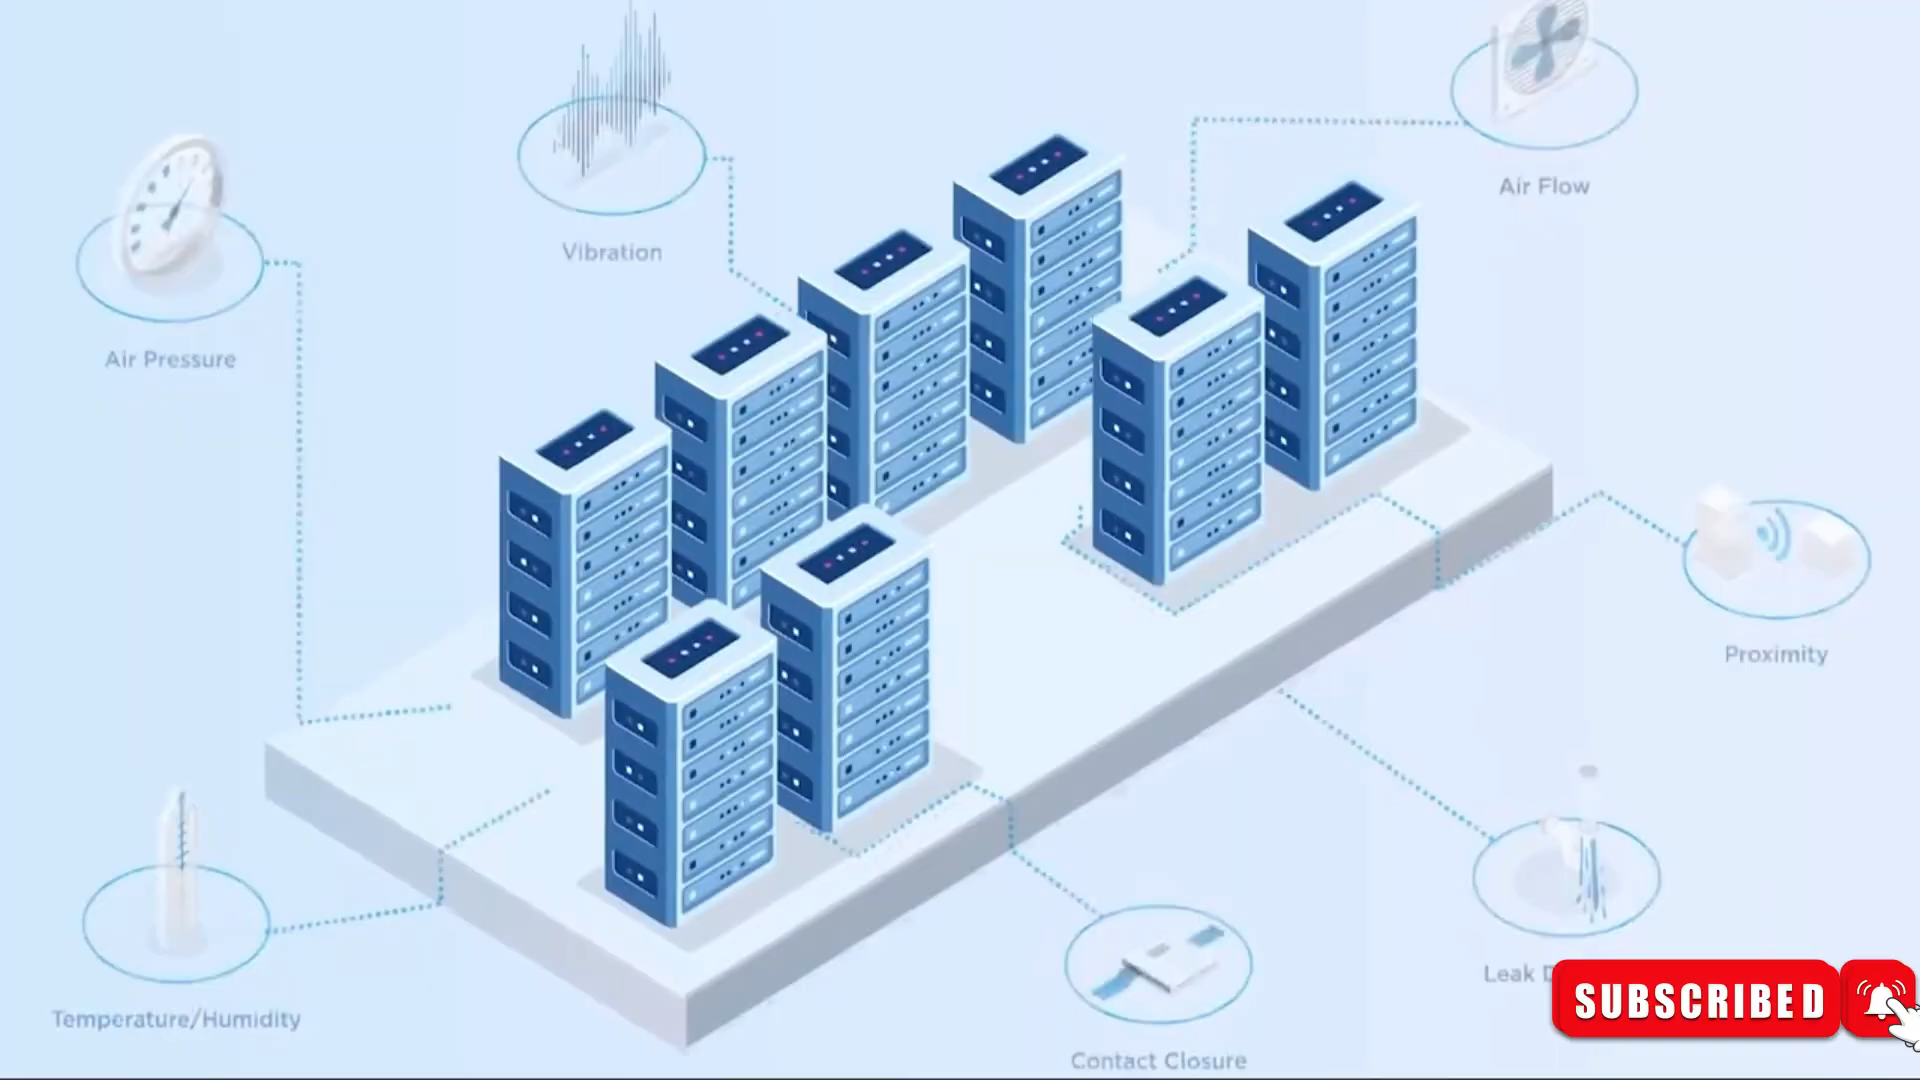 Air Flow
Vibration
Air Pressure
Proximity
Leak
SUBSCRIBED
Temperature/Humidity
Contact Closure